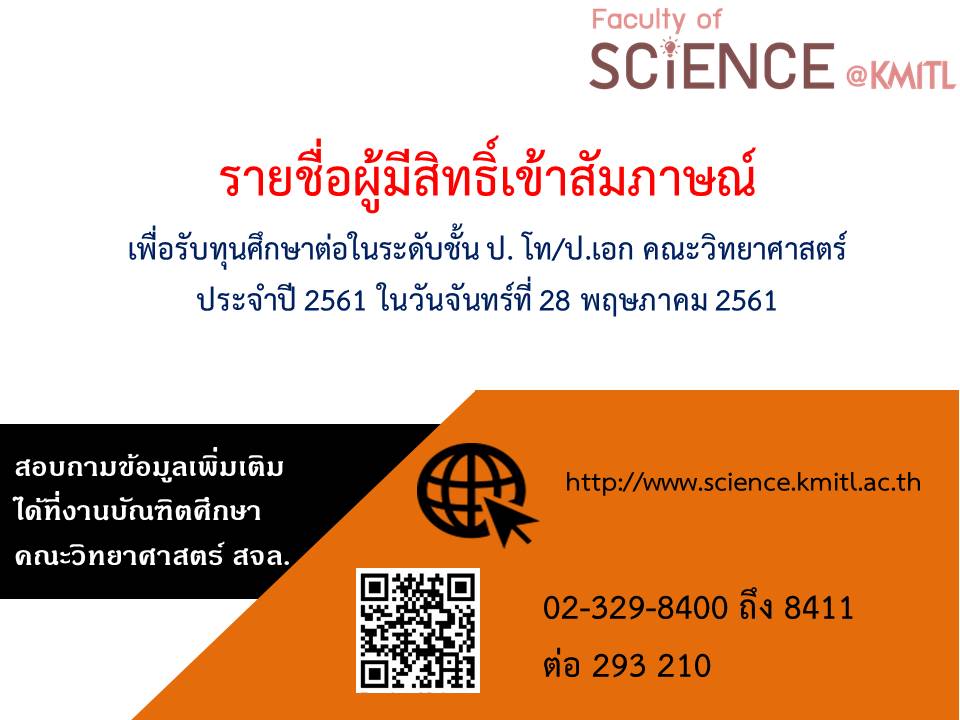 Faculty of
SCiENCE @KMITL
รายชื่อผู้มีสิทธิ์เข้าสัมภาษณ์
เพื่อรับทุนศึกษาต่อในระดับชั้น ป. โท/ป.เอก คณะวิทยาศาสตร์
ประจำปี 2561 ในวันจันทร์ที่ 28 พฤษภาคม 2561
สอบถามข้อมูลเพิ่มเติม
ได้ที่งานบัณฑิตศึกษา
คณะวิทยาศาสตร์ สจล.
http://www.science.kmitl.ac.th
02-329-8400 ถึง 8411
ต่อ 293 210